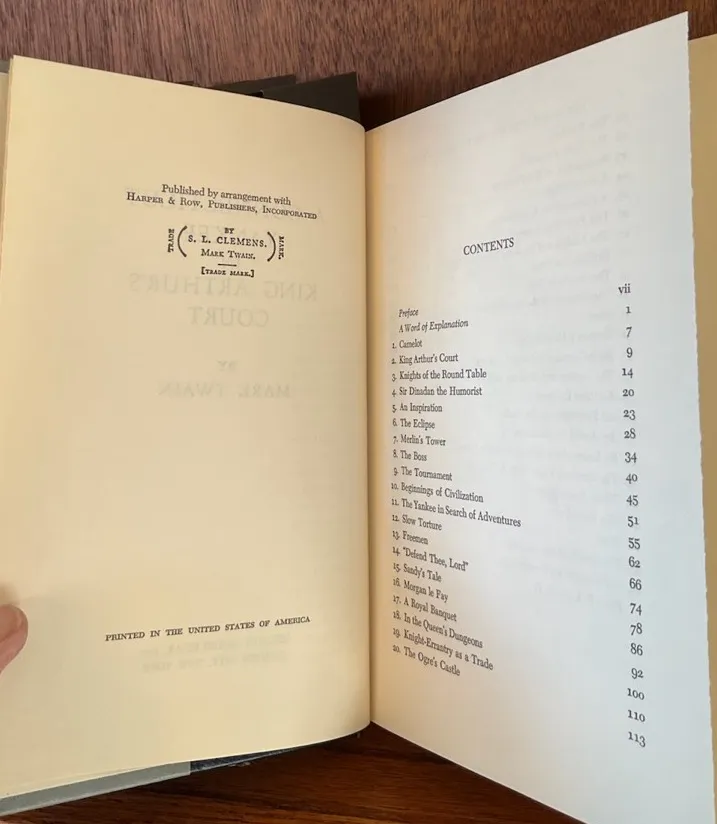 Published by arrangement with
HARPER & ROW, PUBLISHERS, INCORPORATED
BY
TRADE (S. L. CLEMENS.) MARK.
MARK TWAIN.
[TRADE MARK.]
PRINTED IN THE UNITED STATES OF AMERICA
CONTENTS
Preface vii
A Word of Explanation 1
1. Camelot 7
2. King Arthur's Court 9
3. Knights of the Round Table 14
4. Sir Dinadan the Humorist 20
5. An Inspiration 23
6. The Eclipse 28
7. Merlin's Tower 34
8. The Boss 40
9. The Tournament 45
10. Beginnings of Civilization 51
11. The Yankee in Search of Adventures 55
12. Slow Torture 62
13. Freemen 66
14. "Defend Thee, Lord" 74
15. Sandy's Tale 78
16. Morgan le Fay 86
17. A Royal Banquet 92
18. In the Queen's Dungeons 100
19. Knight-Errantry as a Trade 110
20. The Ogre's Castle 113